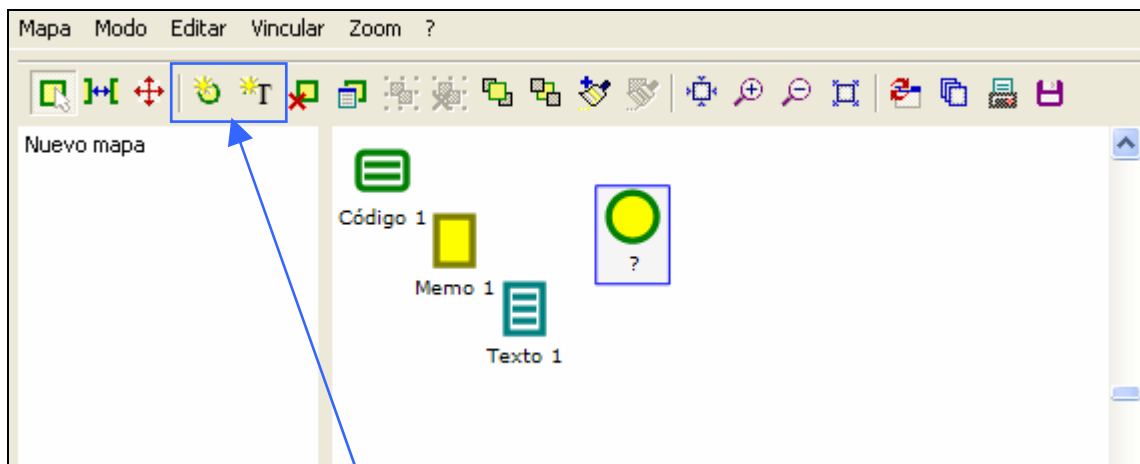 Mapa Modo Editar Vincular Zoom ?
T
Nuevo mapa
Código 1
?
Memo 1
Texto 1